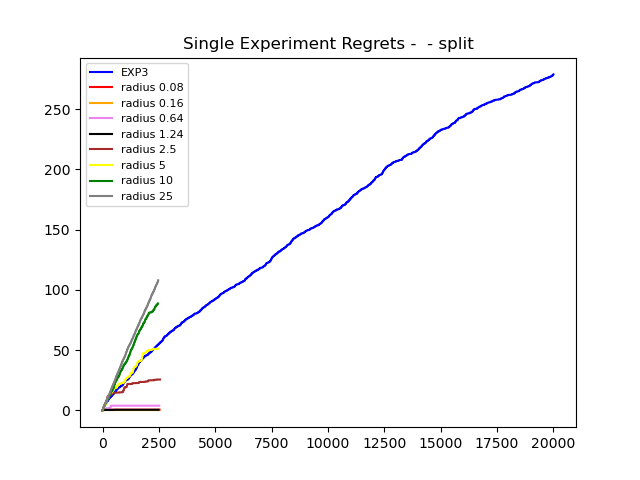 Single Experiment Regrets -  - split
EXP3
radius 0.08
radius 0.16
radius 0.64
radius 1.24
radius 2.5
radius 5
radius 10
radius 25
250
200
150
100
50
0
0 2500 5000 7500 10000 12500 15000 17500 20000